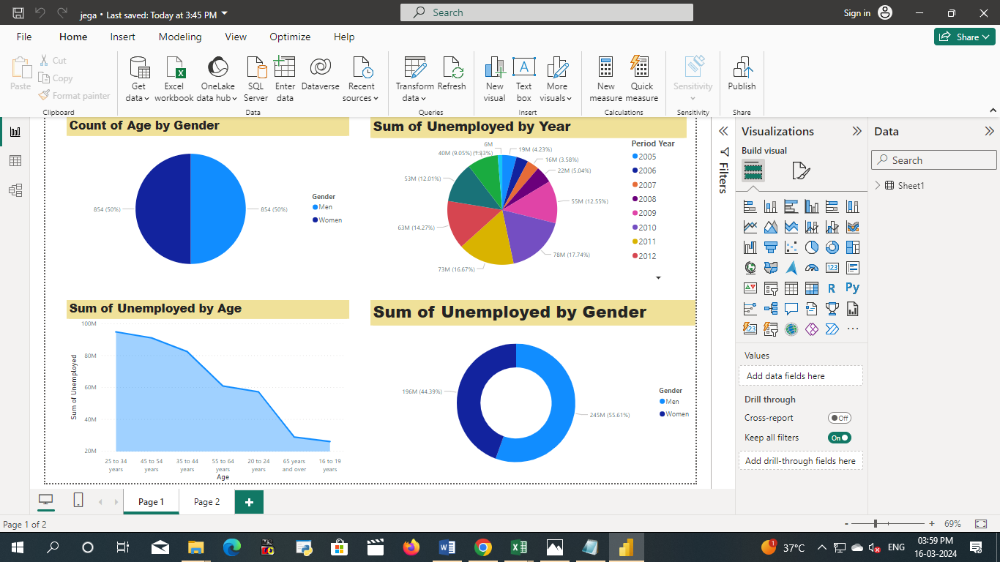 jega • Last saved: Today at 3:45 PM
Search
Sign in
File Home Insert Modeling View Optimize Help
Share
Paste
Cut
Copy
Format painter
Clipboard
Get data
Excel workbook
OneLake data hub
SQL Server
Enter data
Dataverse
Recent sources
Data
Transform data
Refresh
Queries
New visual
Text box
More visuals
Insert
New measure
Quick measure
Calculations
Sensitivity
Sensitivity
Publish
Share
Count of Age by Gender
854 (50%)
854 (50%)
Gender
Men
Women
Sum of Unemployed by Year
6M
40M (9.05%)
(1.33%)
19M (4.23%)
16M (3.58%)
22M (5.04%)
53M (12.01%)
55M (12.55%)
63M (14.27%)
78M (17.74%)
73M (16.67%)
Period Year
2005
2006
2007
2008
2009
2010
2011
2012
Sum of Unemployed by Age
100M
80M
60M
40M
20M
Sum of Unemployed
25 to 34 years
45 to 54 years
35 to 44 years
55 to 64 years
20 to 24 years
65 years and over
16 to 19 years
Age
Sum of Unemployed by Gender
196M (44.39%)
245M (55.61%)
Gender
Men
Women
Filters
Visualizations
Build visual
123
R
Py
123
Values
Add data fields here
Drill through
Cross-report
Off
Keep all filters
On
Add drill-through fields here
Data
Search
Sheet1
Page 1
Page 2
Page 1 of 2
69%
1
37°C
ENG
03:59 PM
16-03-2024